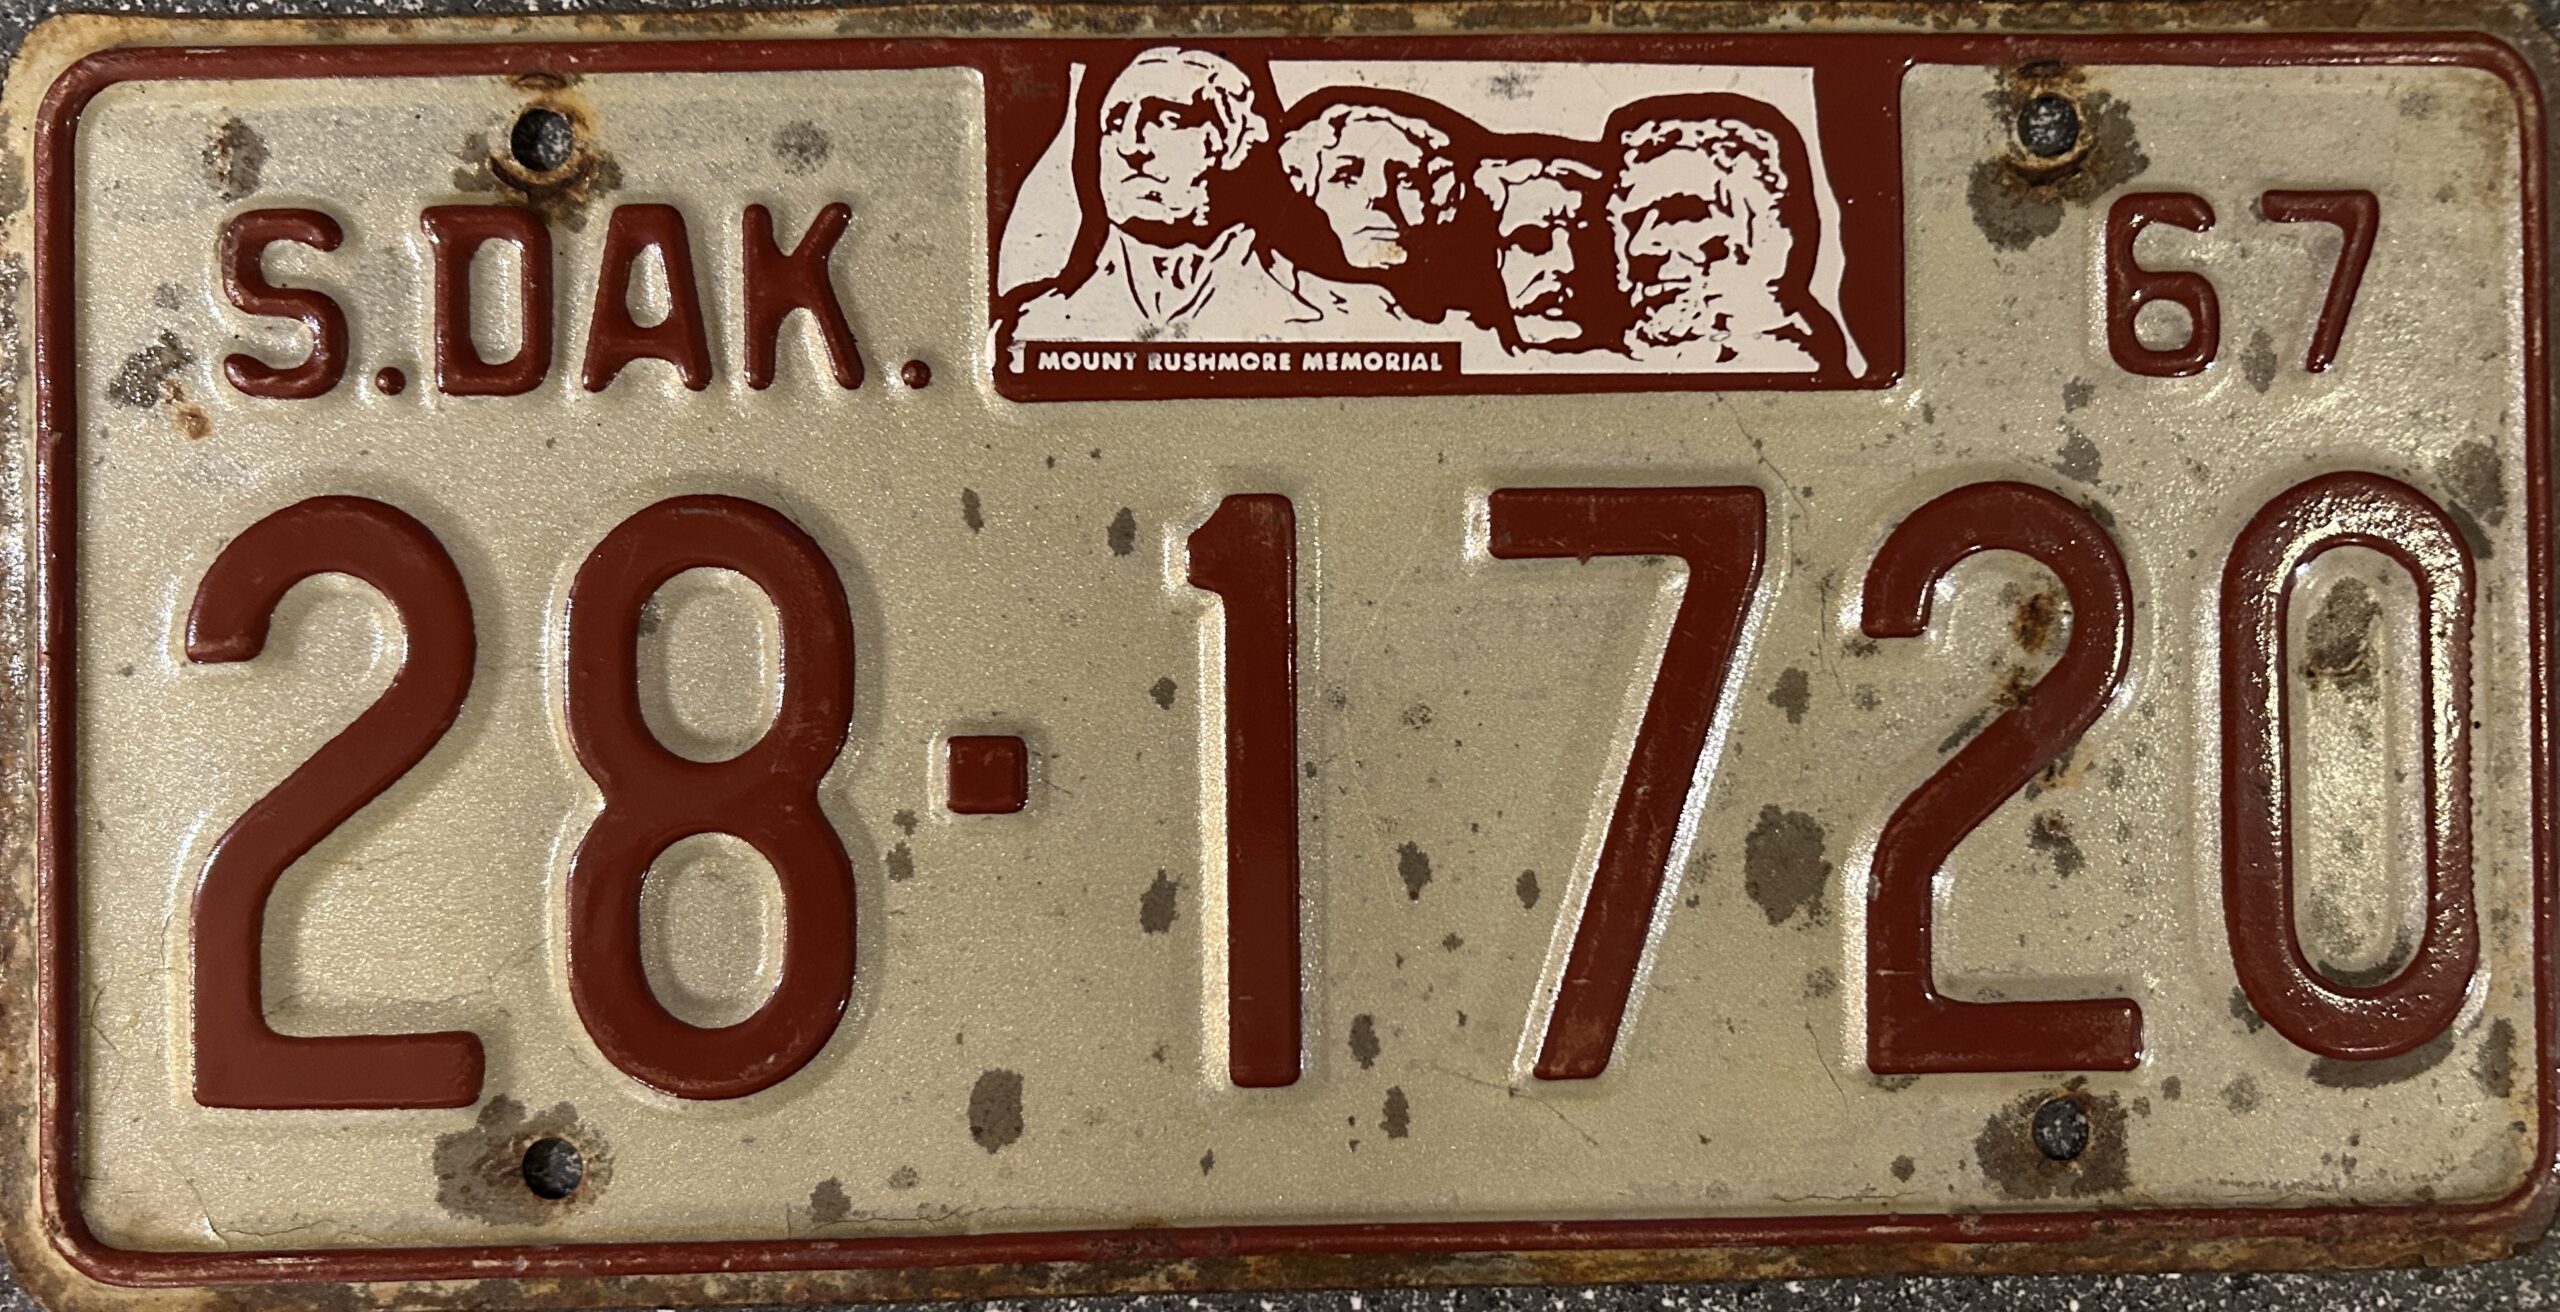 S.DAK. 67
MOUNT RUSHMORE MEMORIAL
28·1720